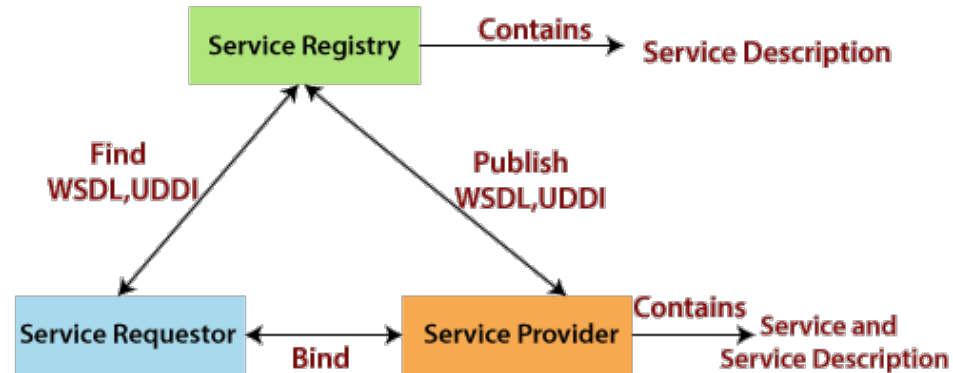 Service Registry
Contains
Service Description
Find
WSDL,UDDI
Publish
WSDL,UDDI
Service Requestor
Bind
Service Provider
Contains
Service and
Service Description